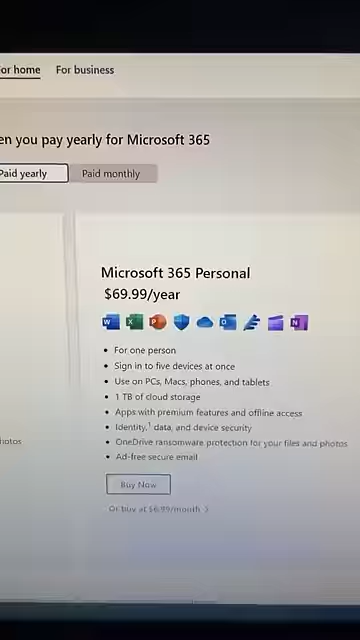 or home For business
en you pay yearly for Microsoft 365
Paid yearly Paid monthly
Microsoft 365 Personal
$69.99/year
W X P O N
• For one person
• Sign in to five devices at once
• Use on PCs, Macs, phones, and tablets
• 1 TB of cloud storage
• Apps with premium features and offline access
• Identity,¹ data, and device security
hotos
• OneDrive ransomware protection for your files and photos
• Ad-free secure email
Buy Now
Or buy at $6.99/month >